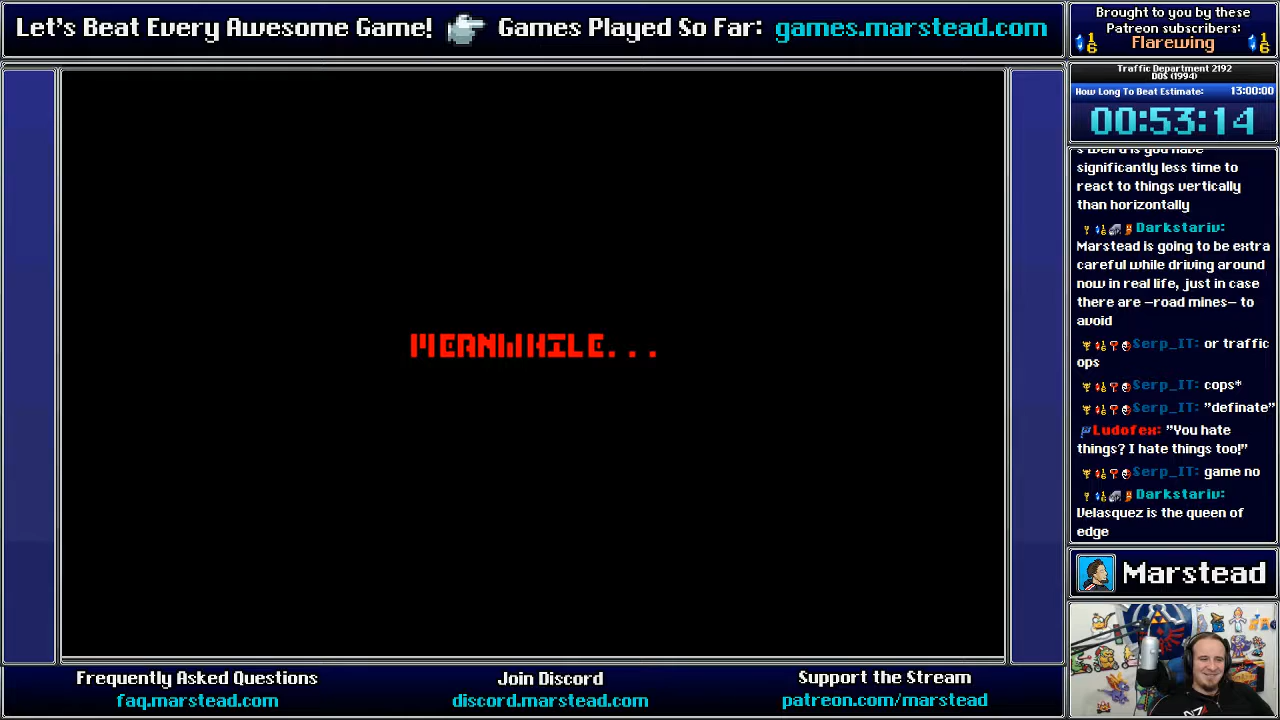 Let's Beat Every Awesome Game! Games Played So Far: games.marstead.com
Brought to you by these
Patreon subscribers:
Flarewing
Traffic Department 2192
DOS (1994)
How Long To Beat Estimate: 13:00:00
00:53:14
s weird is you have
significantly less time to
react to things vertically
than horizontally
Darkstariv:
Marstead is going to be extra
careful while driving around
now in real life, just in case
there are -road mines- to
avoid
Serp_IT: or traffic
ops
Serp_IT: cops*
Serp_IT: "definate"
Ludofex: "You hate
things? I hate things too!"
Serp_IT: game no
Darkstariv:
Velasquez is the queen of
edge
MEANWHILE...
Marstead
Frequently Asked Questions
faq.marstead.com
Join Discord
discord.marstead.com
Support the Stream
patreon.com/marstead